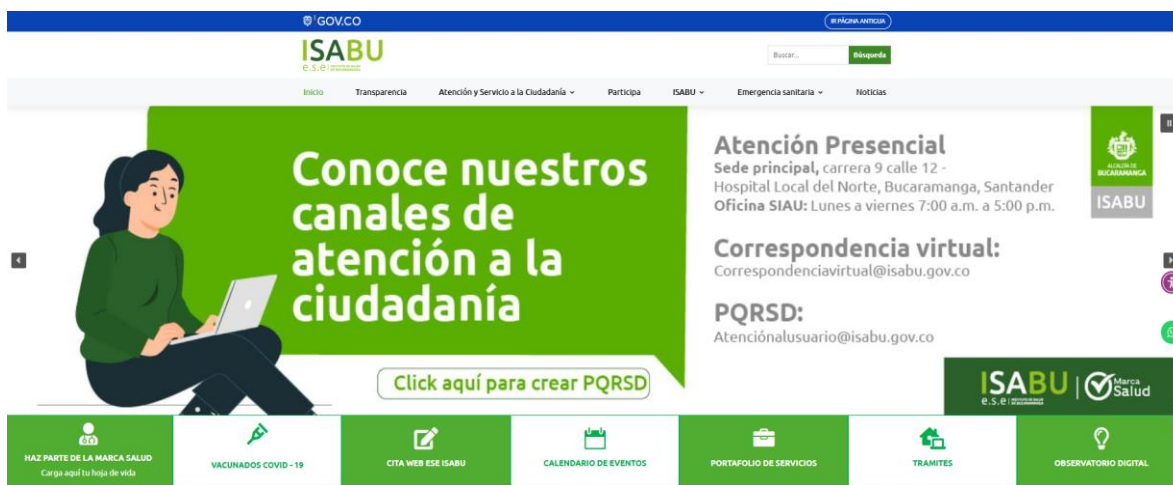 GOV.CO
IR PÁGINA ANTIGUA
ISABU
e.s.e
Buscar...
Búsqueda
Inicio
Transparencia
Atención y Servicio a la Ciudadanía
Participa
ISABU
Emergencia sanitaria
Noticias
Conoce nuestros
canales de
atención a la
ciudadanía
Click aquí para crear PQRSD
Atención Presencial
Sede principal, carrera 9 calle 12 -
Hospital Local del Norte, Bucaramanga, Santander
Oficina SIAU: Lunes a viernes 7:00 a.m. a 5:00 p.m.
Correspondencia virtual:
Correspondenciavirtual@isabu.gov.co
PQRSD:
Atenciónalusuario@isabu.gov.co
ALCALDÍA DE
BUCARAMANGA
ISABU
ISABU
e.s.e
Marca
Salud
HAZ PARTE DE LA MARCA SALUD
Carga aquí tu hoja de vida
VACUNADOS COVID - 19
CITA WEB ESE ISABU
CALENDARIO DE EVENTOS
PORTAFOLIO DE SERVICIOS
TRAMITES
OBSERVATORIO DIGITAL